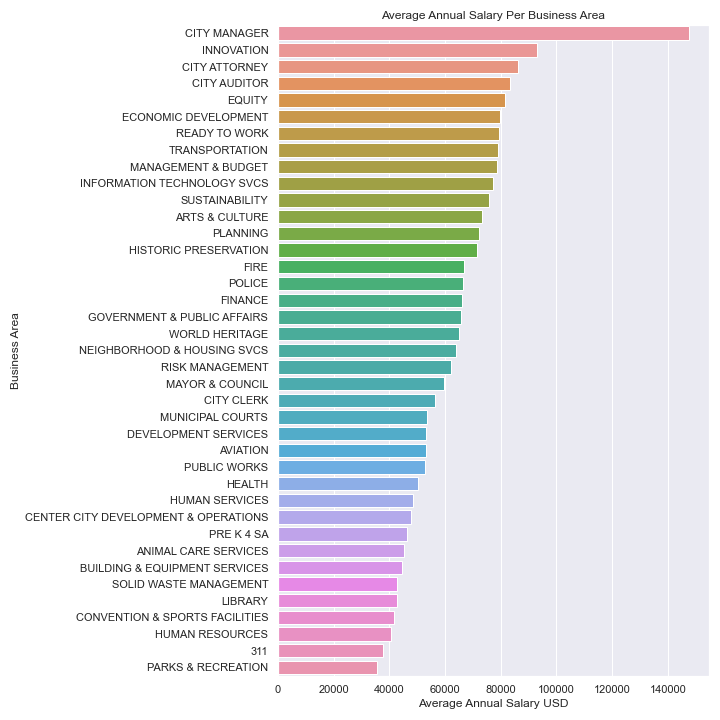 Average Annual Salary Per Business Area
Business Area
CITY MANAGER
INNOVATION
CITY ATTORNEY
CITY AUDITOR
EQUITY
ECONOMIC DEVELOPMENT
READY TO WORK
TRANSPORTATION
MANAGEMENT & BUDGET
INFORMATION TECHNOLOGY SVCS
SUSTAINABILITY
ARTS & CULTURE
PLANNING
HISTORIC PRESERVATION
FIRE
POLICE
FINANCE
GOVERNMENT & PUBLIC AFFAIRS
WORLD HERITAGE
NEIGHBORHOOD & HOUSING SVCS
RISK MANAGEMENT
MAYOR & COUNCIL
CITY CLERK
MUNICIPAL COURTS
DEVELOPMENT SERVICES
AVIATION
PUBLIC WORKS
HEALTH
HUMAN SERVICES
CENTER CITY DEVELOPMENT & OPERATIONS
PRE K 4 SA
ANIMAL CARE SERVICES
BUILDING & EQUIPMENT SERVICES
SOLID WASTE MANAGEMENT
LIBRARY
CONVENTION & SPORTS FACILITIES
HUMAN RESOURCES
311
PARKS & RECREATION
0 20000 40000 60000 80000 100000 120000 140000
Average Annual Salary USD